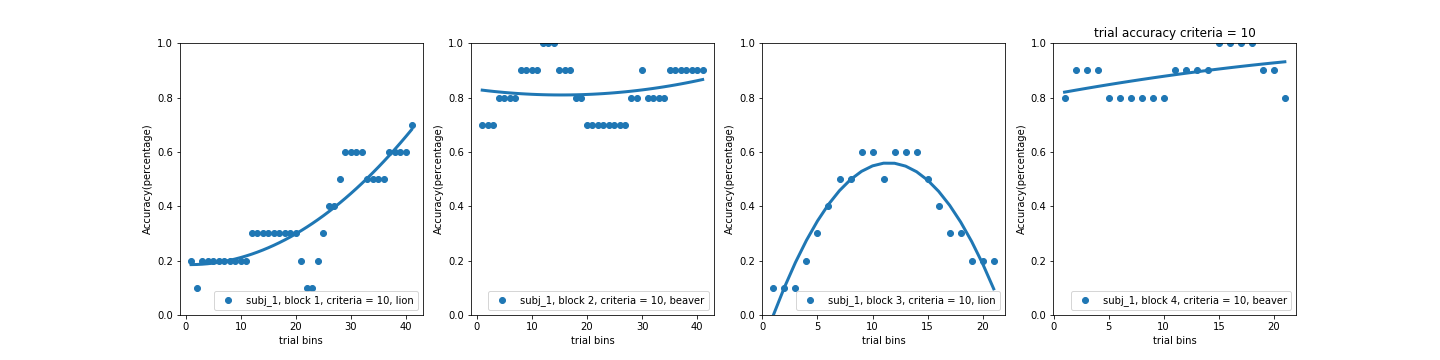 trial accuracy criteria = 10
Accuracy(percentage)
1.0
0.8
0.6
0.4
0.2
0.0
subj_1, block 1, criteria = 10, lion
0 10 20 30 40
trial bins
Accuracy(percentage)
1.0
0.8
0.6
0.4
0.2
0.0
subj_1, block 2, criteria = 10, beaver
0 10 20 30 40
trial bins
Accuracy(percentage)
1.0
0.8
0.6
0.4
0.2
0.0
subj_1, block 3, criteria = 10, lion
0 5 10 15 20
trial bins
Accuracy(percentage)
1.0
0.8
0.6
0.4
0.2
0.0
subj_1, block 4, criteria = 10, beaver
0 5 10 15 20
trial bins